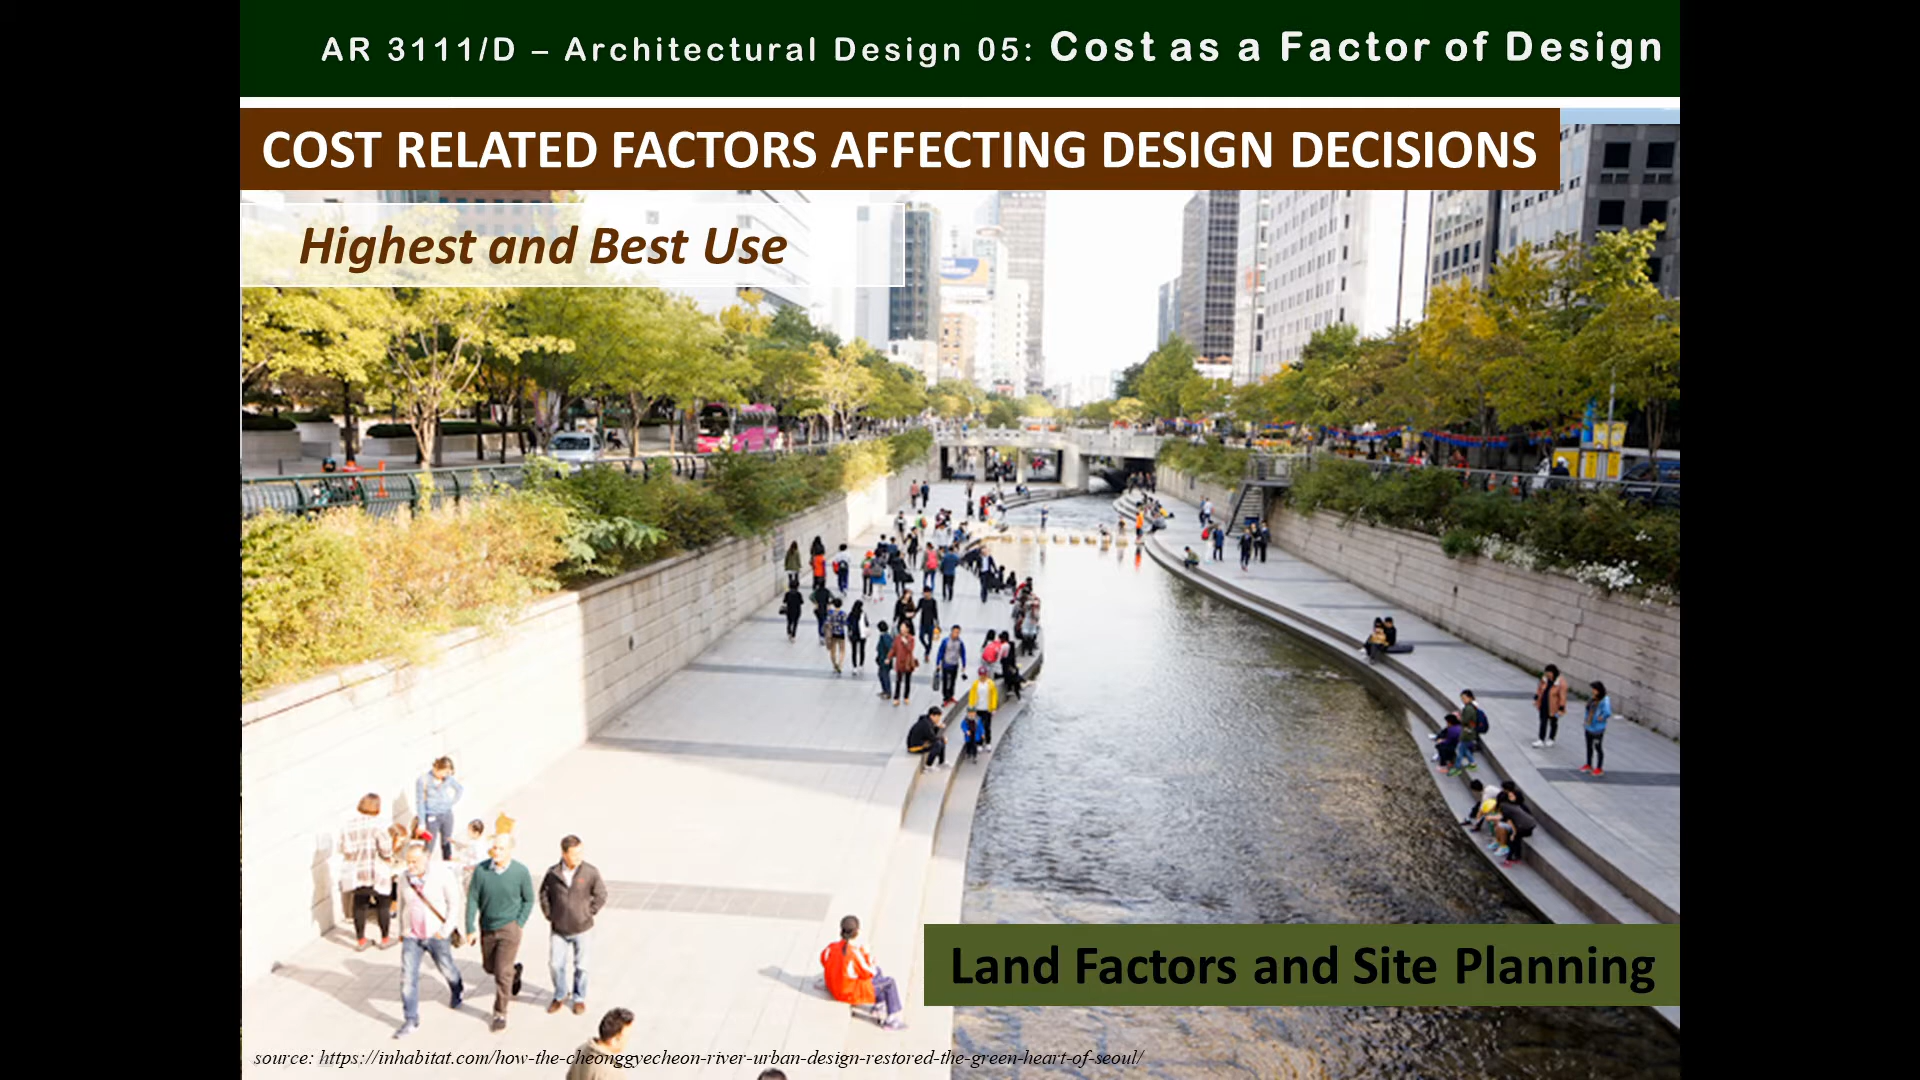 AR 3111/D – Architectural Design 05: Cost as a Factor of Design
COST RELATED FACTORS AFFECTING DESIGN DECISIONS
Highest and Best Use
Land Factors and Site Planning
source: https://inhabitat.com/how-the-cheonggyecheon-river-urban-design-restored-the-green-heart-of-seoul/